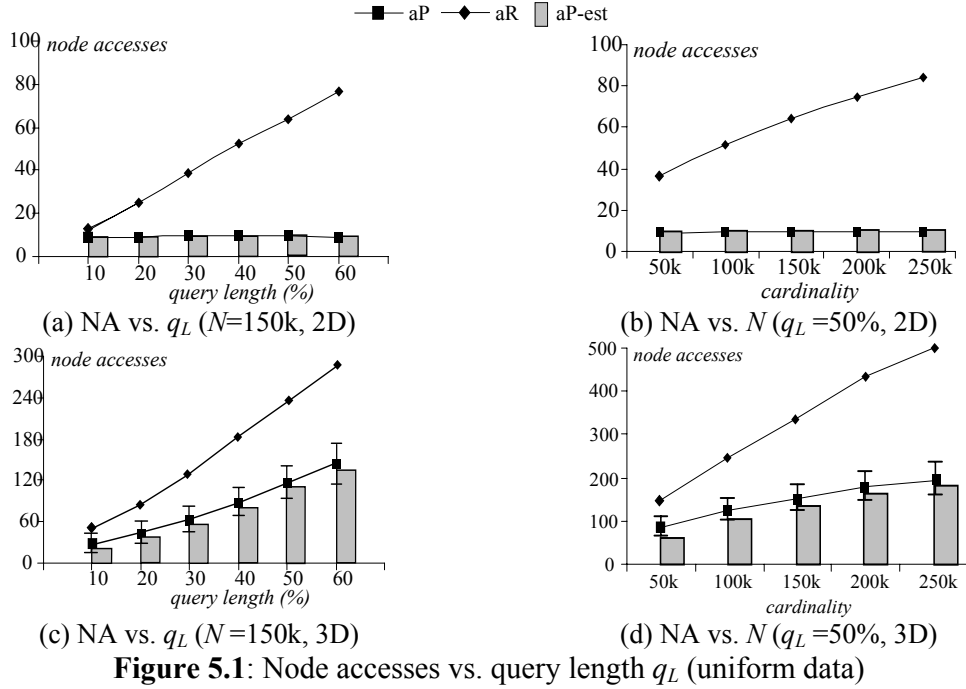 aP aR aP-est
node accesses
100
80
60
40
20
0
10 20 30 40 50 60
query length (%)
(a) NA vs. qL (N=150k, 2D)
node accesses
100
80
60
40
20
0
50k 100k 150k 200k 250k
cardinality
(b) NA vs. N (qL =50%, 2D)
node accesses
300
240
180
120
60
0
10 20 30 40 50 60
query length (%)
(c) NA vs. qL (N =150k, 3D)
node accesses
500
400
300
200
100
0
50k 100k 150k 200k 250k
cardinality
(d) NA vs. N (qL =50%, 3D)
Figure 5.1: Node accesses vs. query length qL (uniform data)